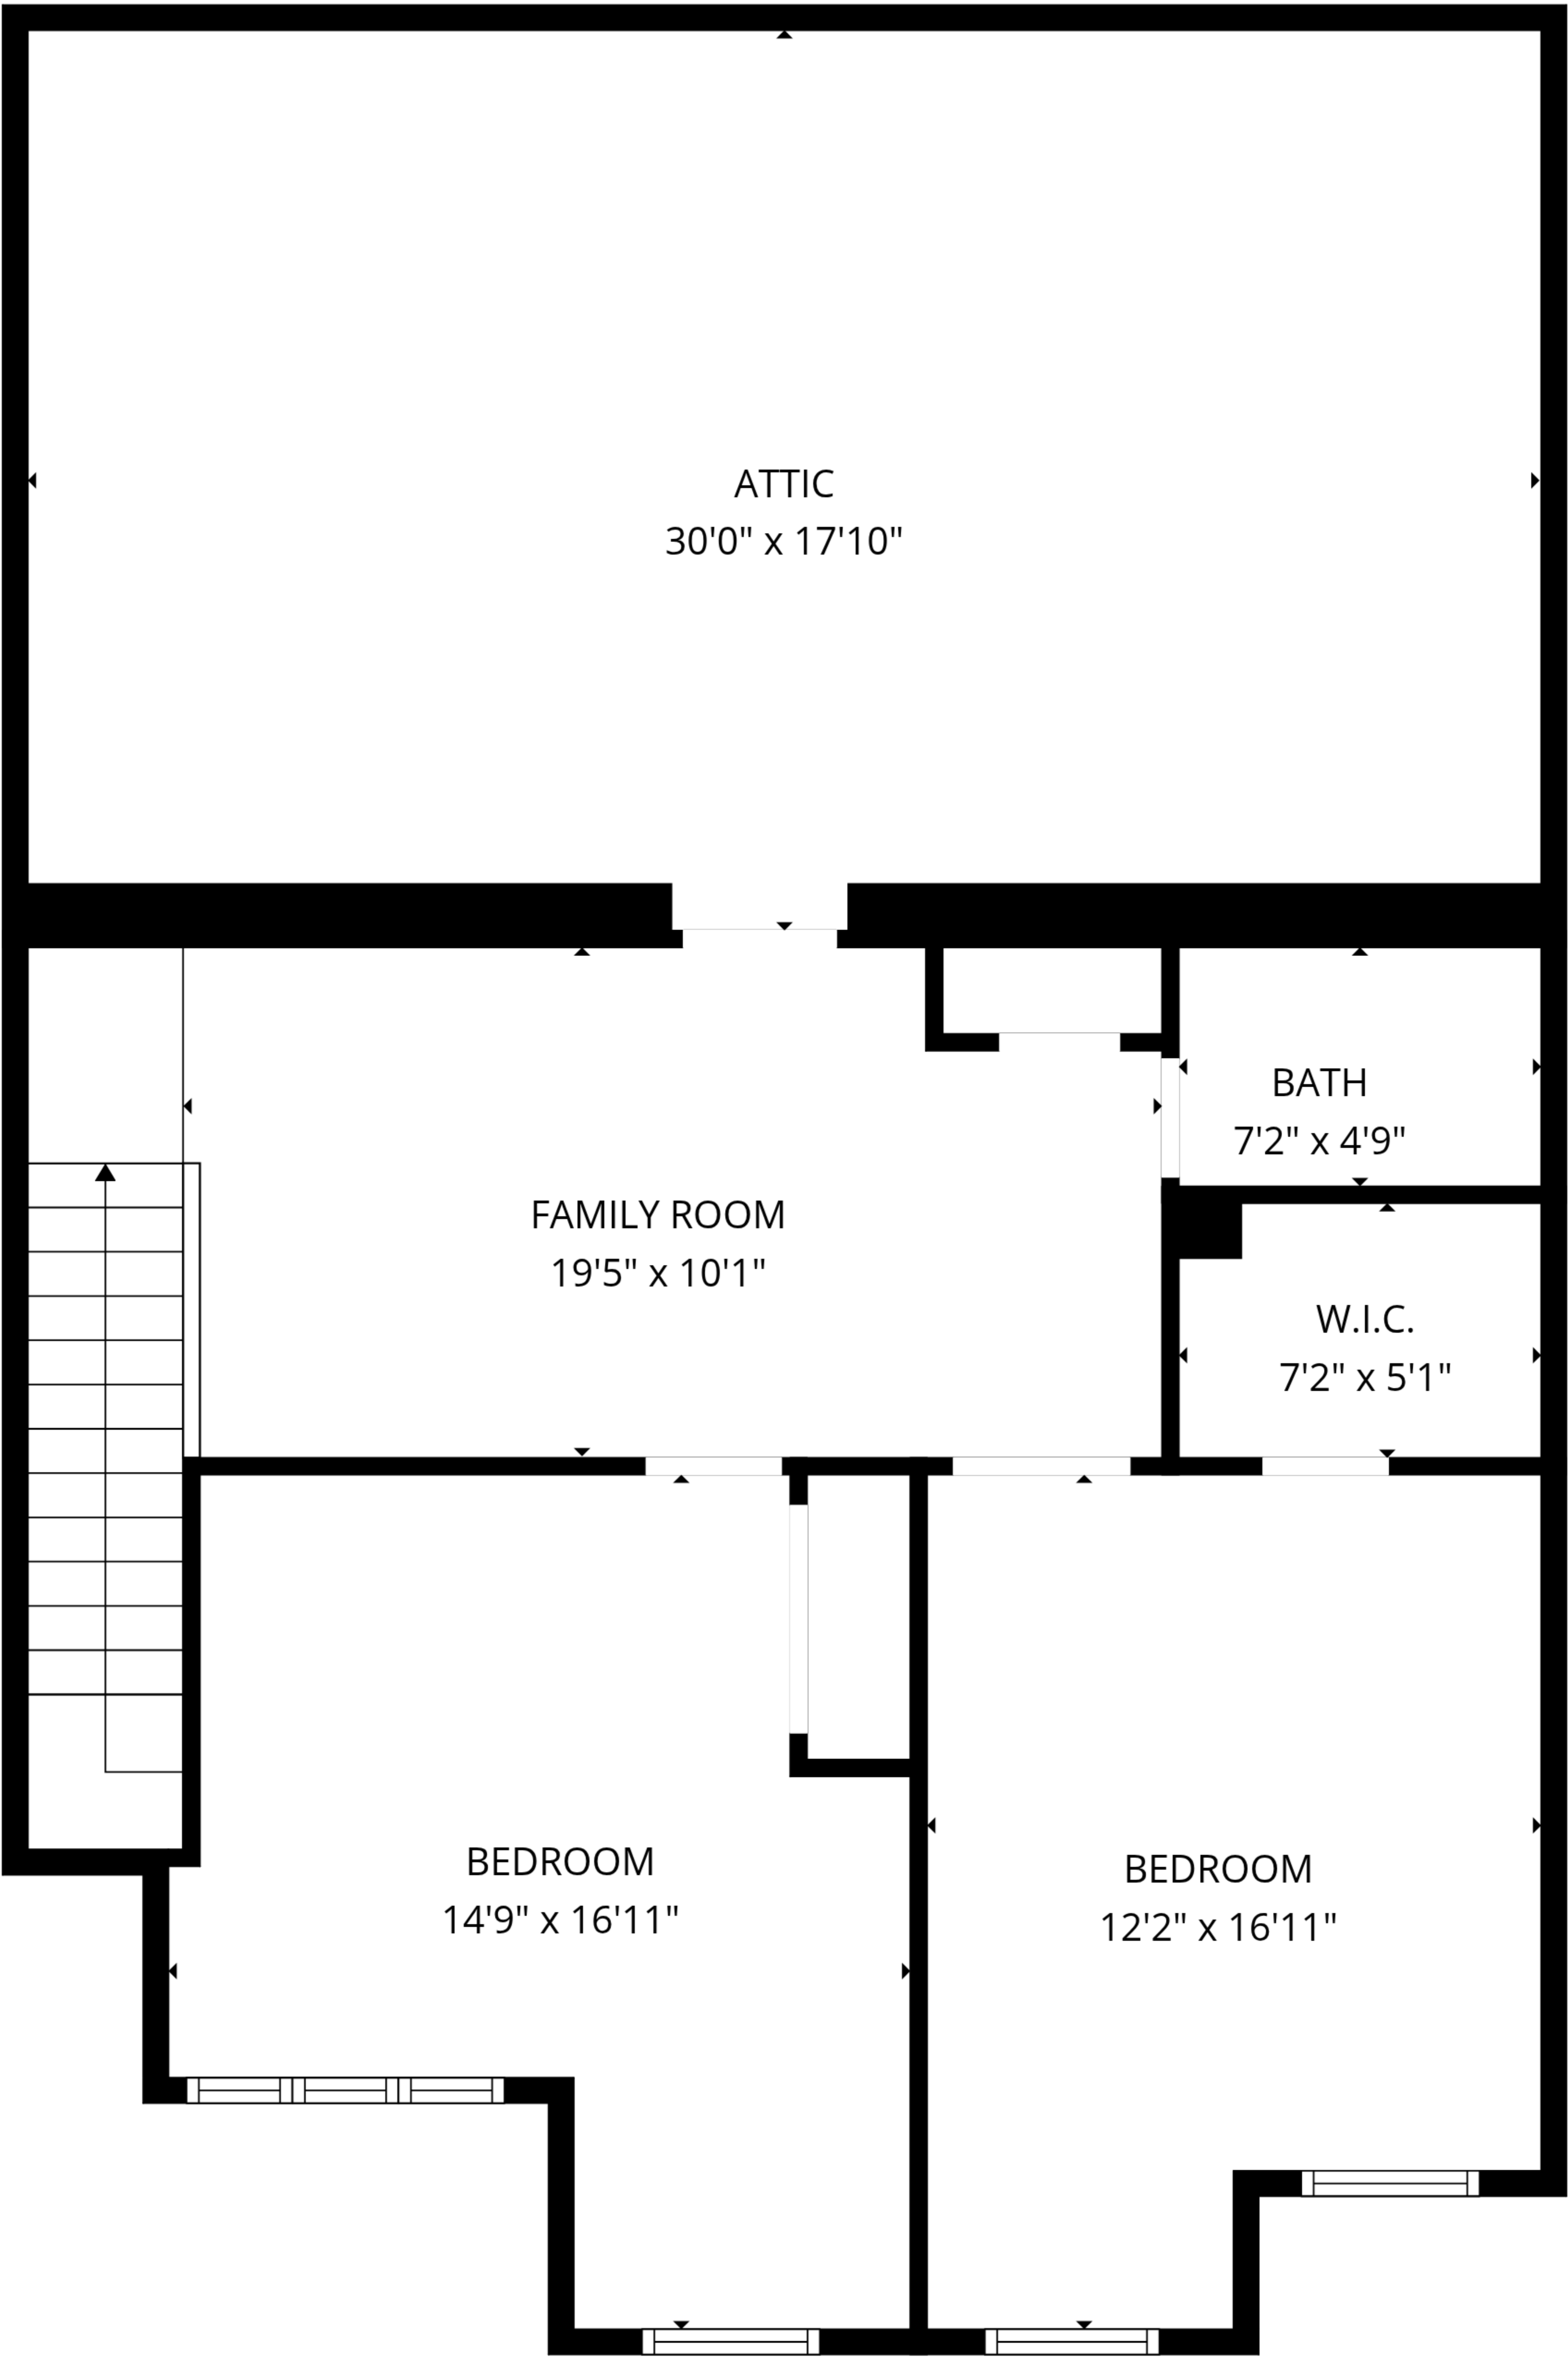 ATTIC
30'0" x 17'10"
BATH
7'2" x 4'9"
FAMILY ROOM
19'5" x 10'1"
W.I.C.
7'2" x 5'1"
BEDROOM
14'9" x 16'11"
BEDROOM
12'2" x 16'11"